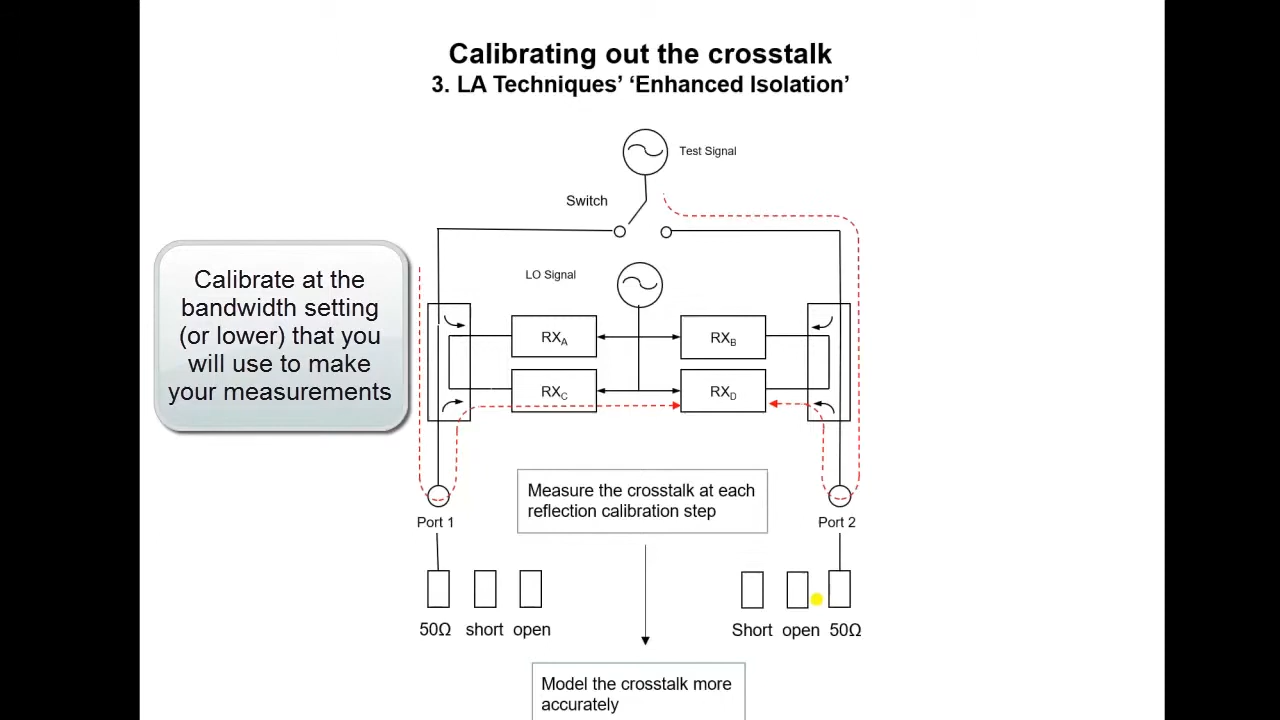 Calibrating out the crosstalk
3. LA Techniques’ ‘Enhanced Isolation’
Test Signal
Switch
LO Signal
Calibrate at the
bandwidth setting
(or lower) that you
will use to make
your measurements
RXA
RXB
RXC
RXD
Measure the crosstalk at each
reflection calibration step
Port 1
Port 2
50Ω short open
Short open 50Ω
Model the crosstalk more
accurately